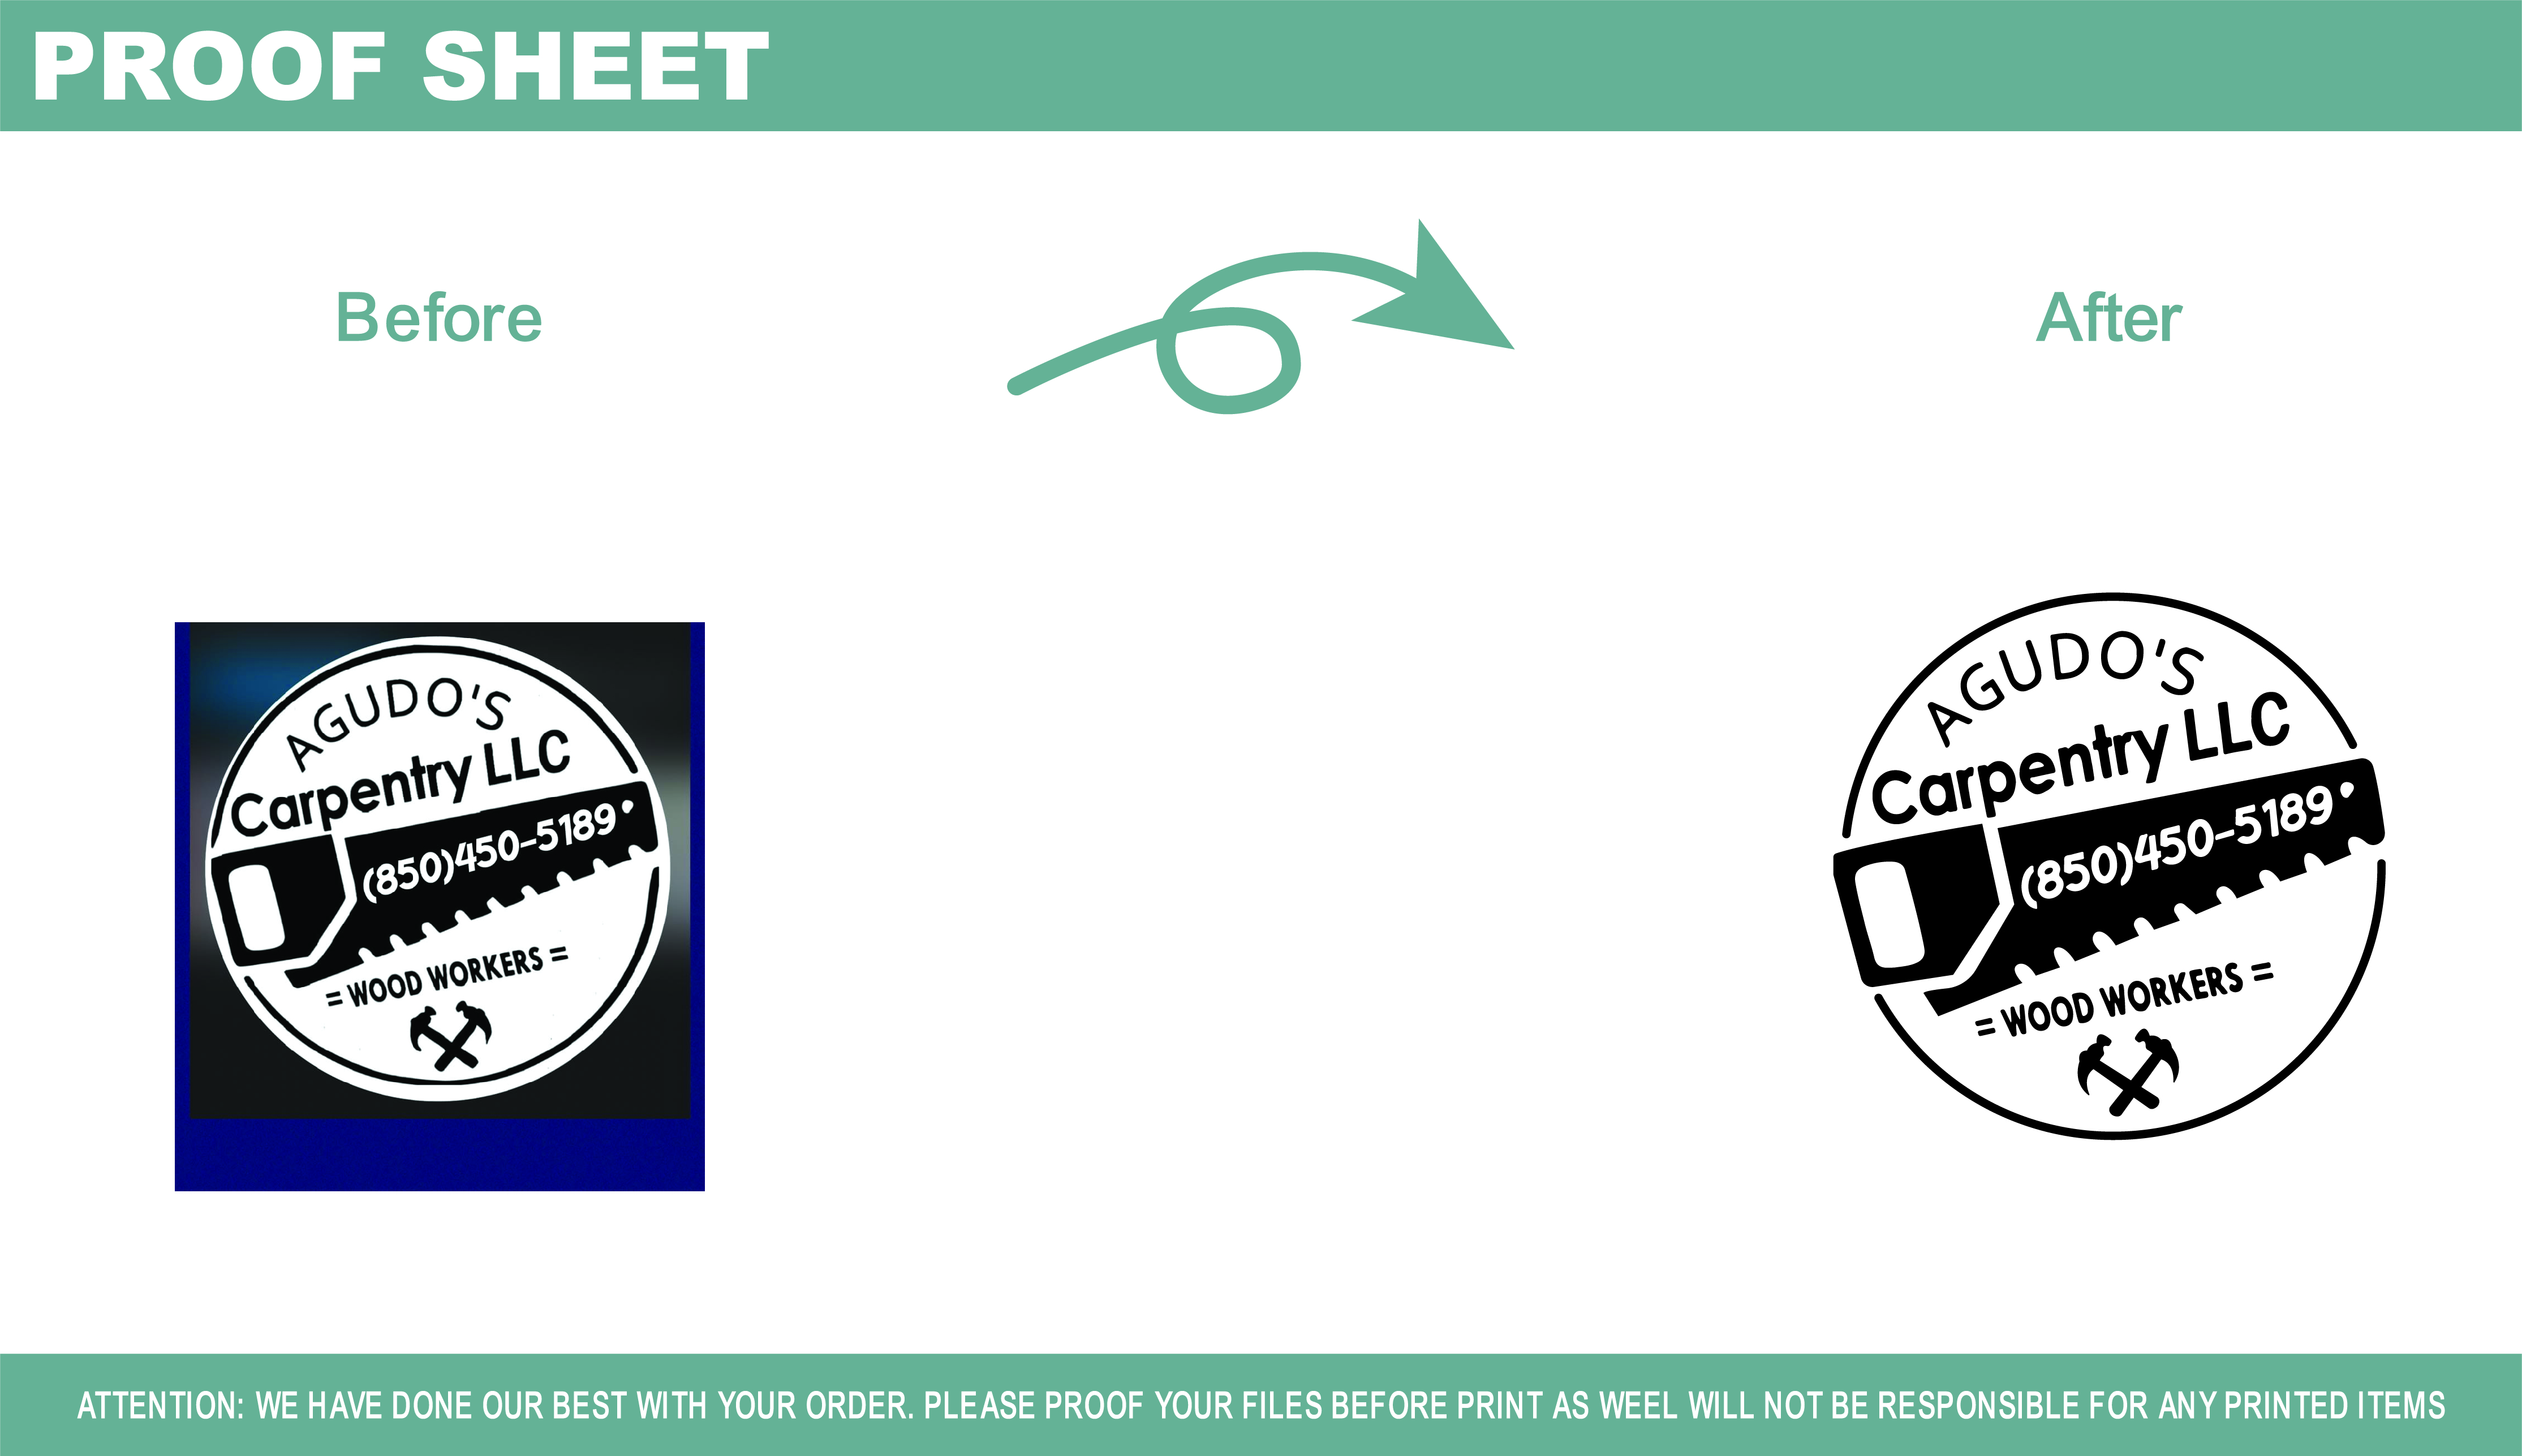 PROOF SHEET
Before
After
AGUDO'S
Carpentry LLC
(850)450-5189
= WOOD WORKERS =
AGUDO'S
Carpentry LLC
(850)450-5189
= WOOD WORKERS =
ATTENTION: WE HAVE DONE OUR BEST WITH YOUR ORDER. PLEASE PROOF YOUR FILES BEFORE PRINT AS WEEL WILL NOT BE RESPONSIBLE FOR ANY PRINTED ITEMS